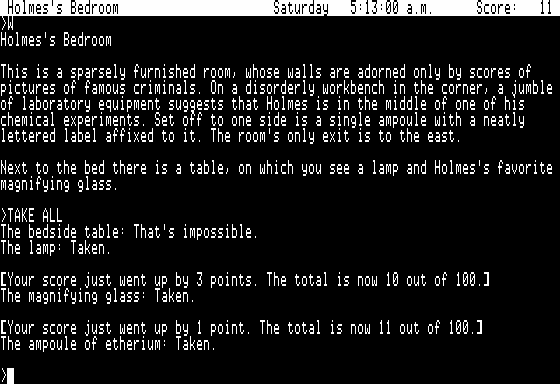 Holmes's Bedroom Saturday 5:13:00 a.m. Score: 11
>W
Holmes's Bedroom
This is a sparsely furnished room, whose walls are adorned only by scores of
pictures of famous criminals. On a disorderly workbench in the corner, a jumble
of laboratory equipment suggests that Holmes is in the middle of one of his
chemical experiments. Set off to one side is a single ampoule with a neatly
lettered label affixed to it. The room's only exit is to the east.
Next to the bed there is a table, on which you see a lamp and Holmes's favorite
magnifying glass.
>TAKE ALL
The bedside table: That's impossible.
The lamp: Taken.
[Your score just went up by 3 points. The total is now 10 out of 100.]
The magnifying glass: Taken.
[Your score just went up by 1 point. The total is now 11 out of 100.]
The ampoule of etherium: Taken.
>